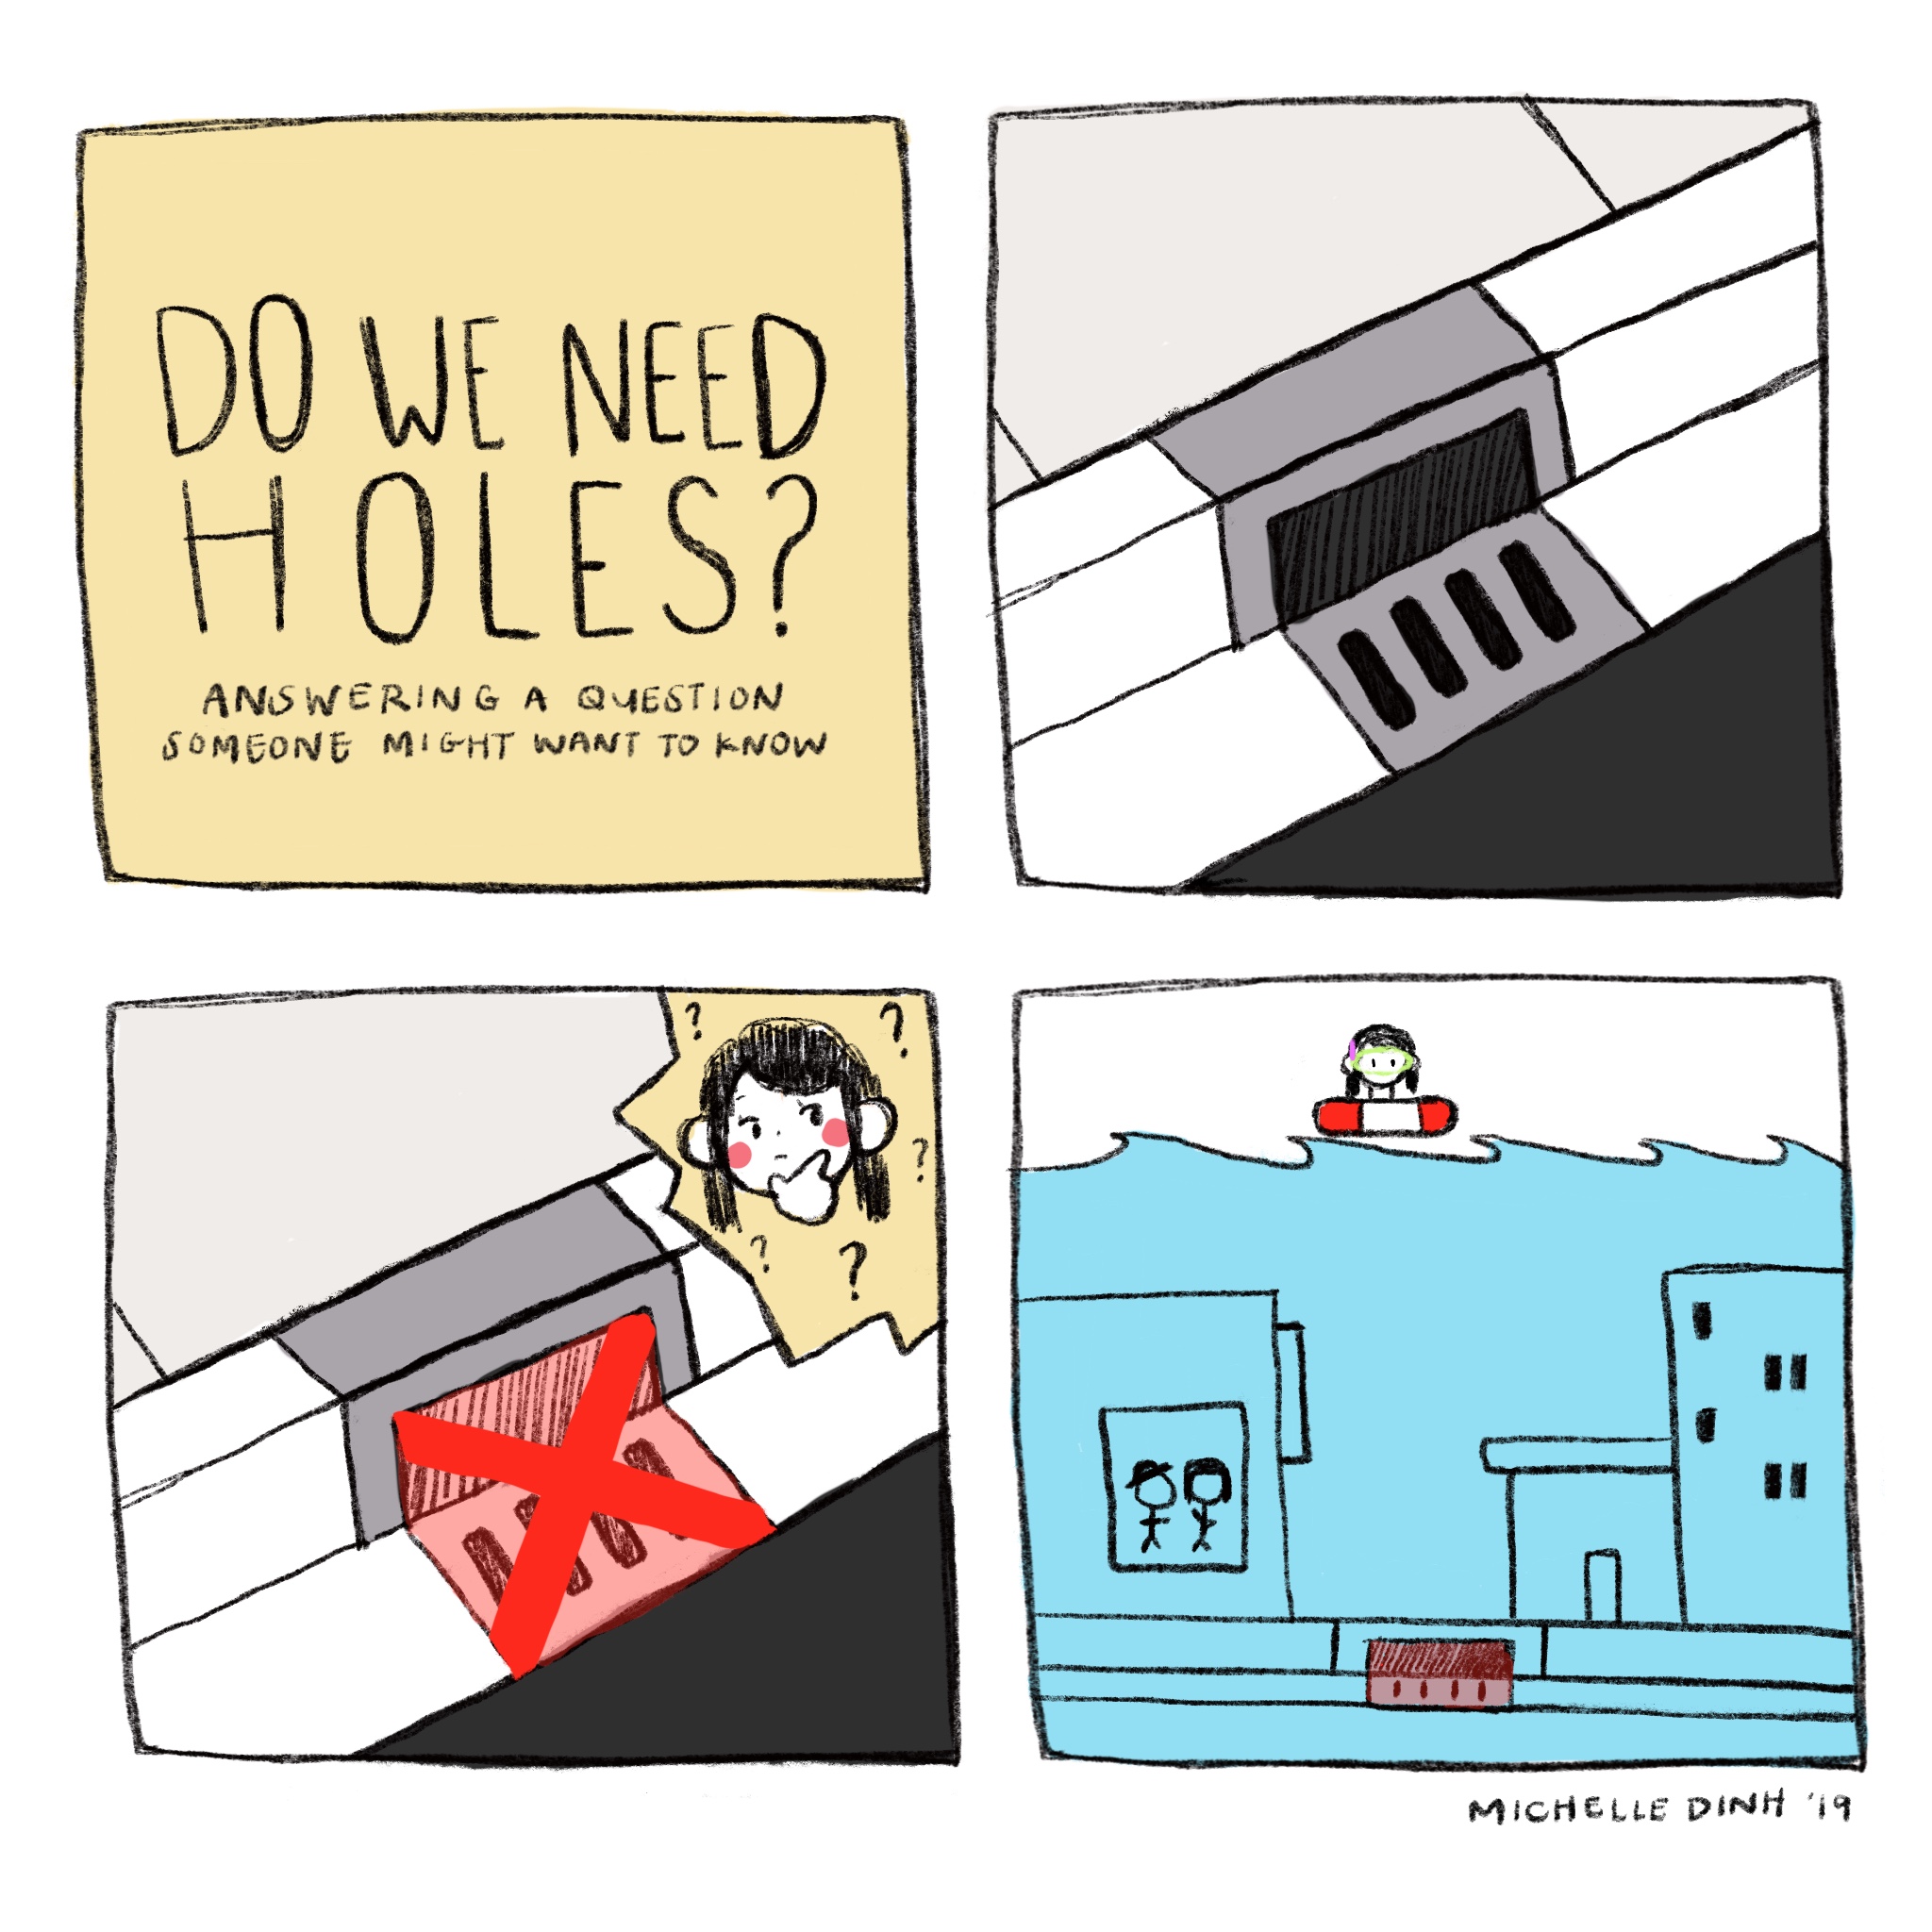 DO WE NEED
HOLES?
ANSWERING A QUESTION
SOMEONE MIGHT WANT TO KNOW
?
?
?
?
?
MICHELLE DINH '19